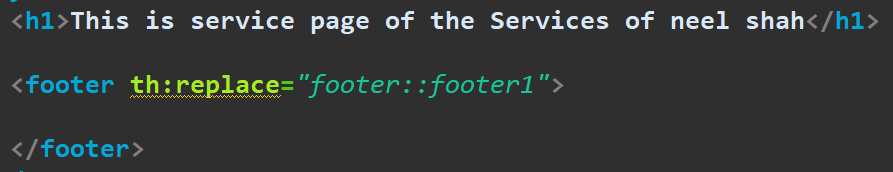 <h1>This is service page of the Services of neel shah</h1>
<footer th:replace="footer::footer1">
</footer>